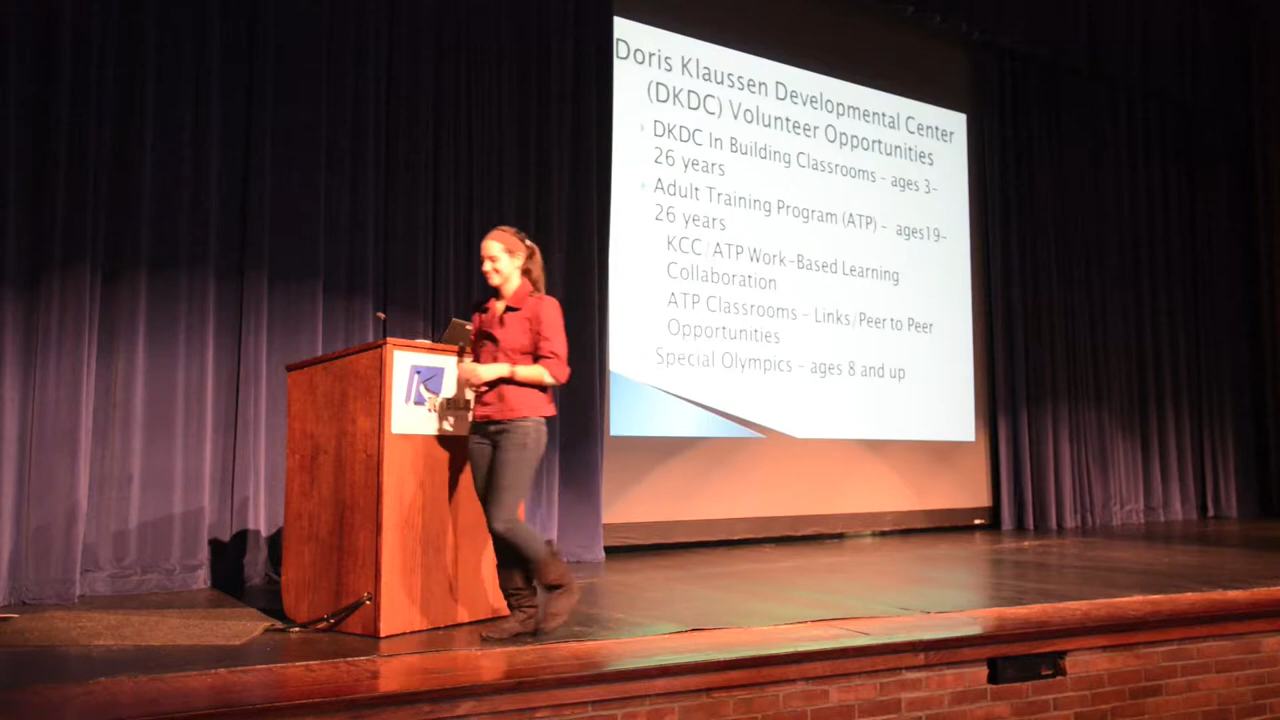 Doris Klaussen Developmental Center
(DKDC) Volunteer Opportunities
DKDC In Building Classrooms - ages 3-
26 years
Adult Training Program (ATP) - ages19-
26 years
KCC/ATP Work-Based Learning
Collaboration
ATP Classrooms - Links/Peer to Peer
Opportunities
Special Olympics - ages 8 and up